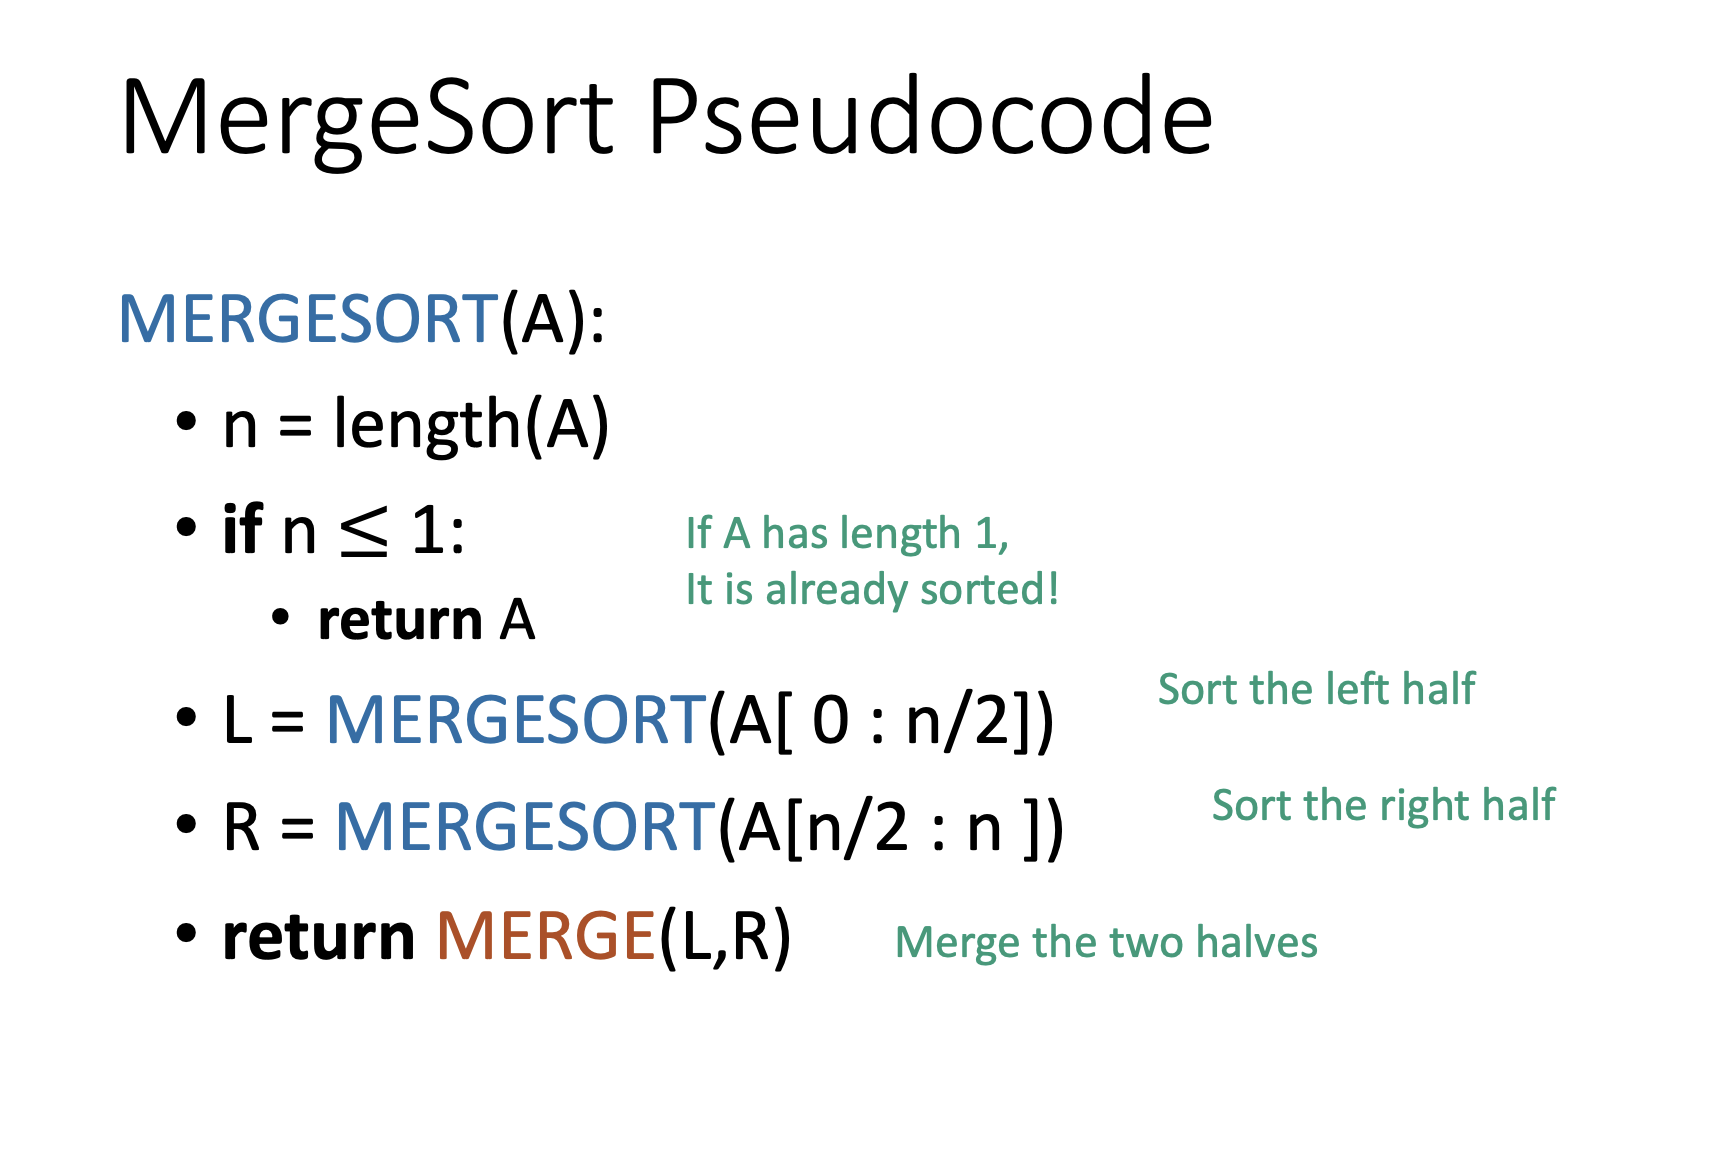 MergeSort Pseudocode
MERGESORT(A):
• n = length(A)
• if n ≤ 1:
If A has length 1,
It is already sorted!
• return A
• L = MERGESORT(A[ 0 : n/2])
Sort the left half
• R = MERGESORT(A[n/2 : n ])
Sort the right half
• return MERGE(L,R)
Merge the two halves